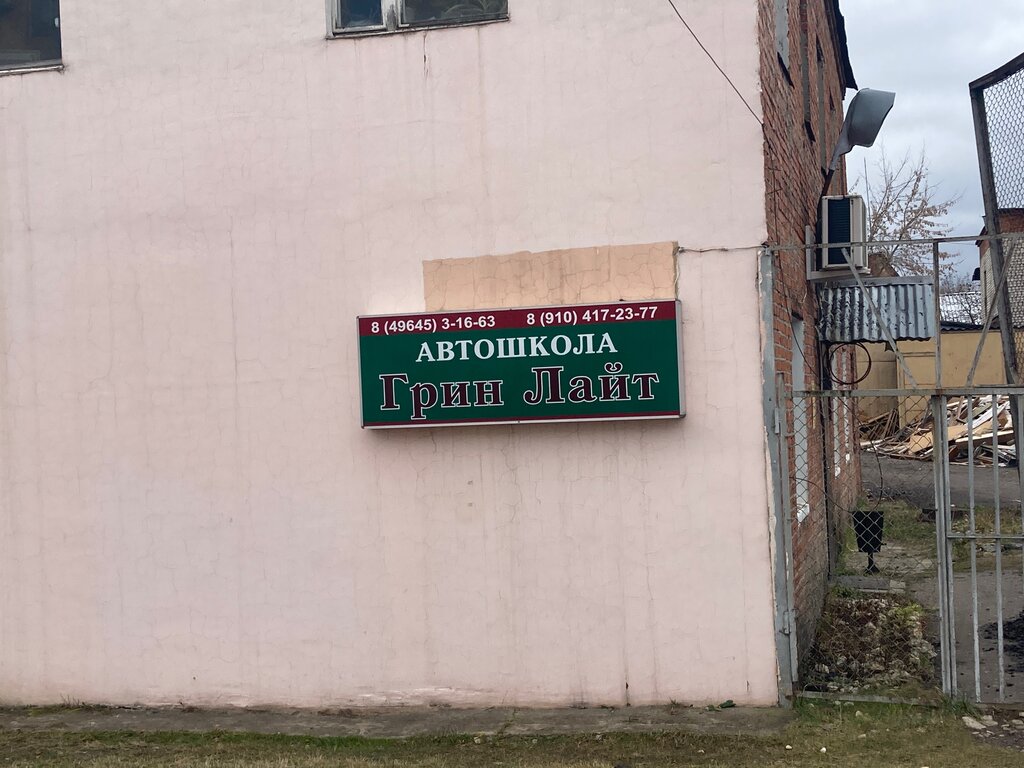 8 (49645) 3-16-63 8 (910) 417-23-77
АВТОШКОЛА
Грин Лайт